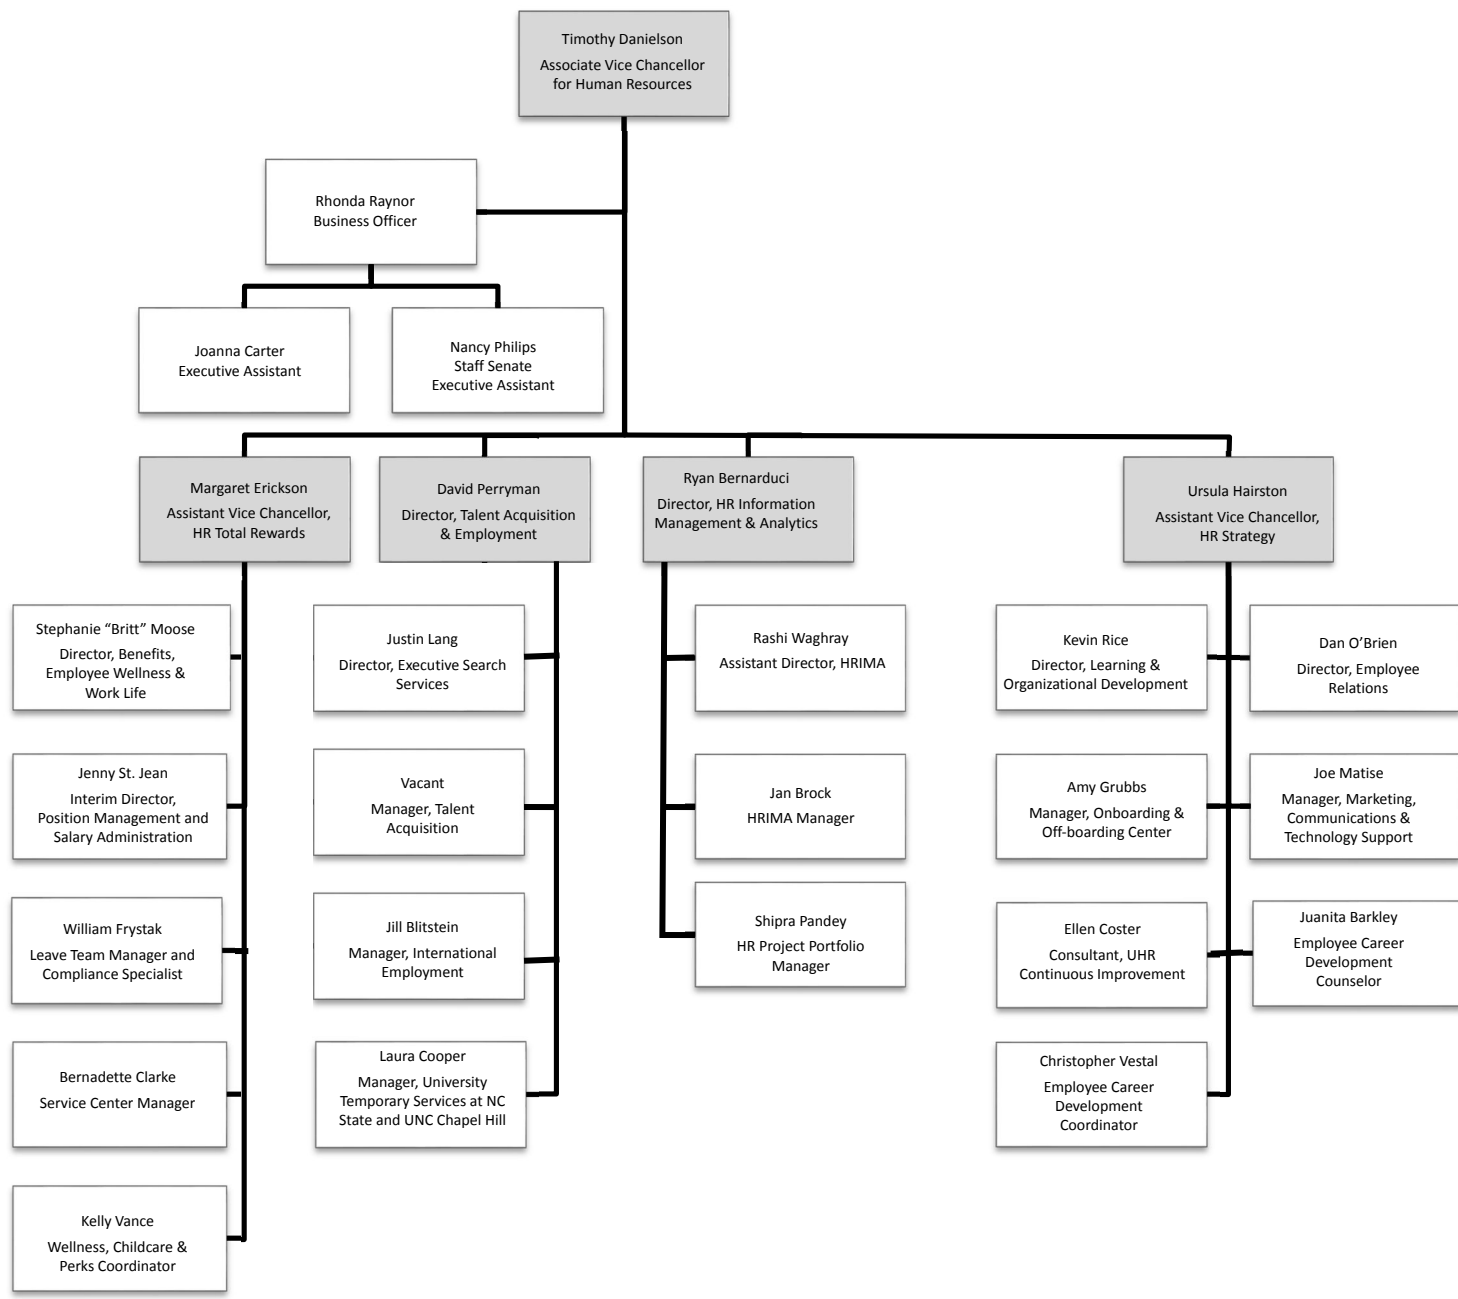 Timothy Danielson
Associate Vice Chancellor
for Human Resources
Rhonda Raynor
Business Officer
Joanna Carter
Executive Assistant
Nancy Philips
Staff Senate
Executive Assistant
Margaret Erickson
Assistant Vice Chancellor,
HR Total Rewards
David Perryman
Director, Talent Acquisition
& Employment
Ryan Bernarduci
Director, HR Information
Management & Analytics
Ursula Hairston
Assistant Vice Chancellor,
HR Strategy
Stephanie “Britt” Moose
Director, Benefits,
Employee Wellness &
Work Life
Jenny St. Jean
Interim Director,
Position Management and
Salary Administration
William Frystak
Leave Team Manager and
Compliance Specialist
Bernadette Clarke
Service Center Manager
Kelly Vance
Wellness, Childcare &
Perks Coordinator
Justin Lang
Director, Executive Search
Services
Vacant
Manager, Talent
Acquisition
Jill Blitstein
Manager, International
Employment
Laura Cooper
Manager, University
Temporary Services at NC
State and UNC Chapel Hill
Rashi Waghray
Assistant Director, HRIMA
Jan Brock
HRIMA Manager
Shipra Pandey
HR Project Portfolio
Manager
Kevin Rice
Director, Learning &
Organizational Development
Dan O’Brien
Director, Employee
Relations
Amy Grubbs
Manager, Onboarding &
Off-boarding Center
Joe Matise
Manager, Marketing,
Communications &
Technology Support
Ellen Coster
Consultant, UHR
Continuous Improvement
Juanita Barkley
Employee Career
Development
Counselor
Christopher Vestal
Employee Career
Development
Coordinator